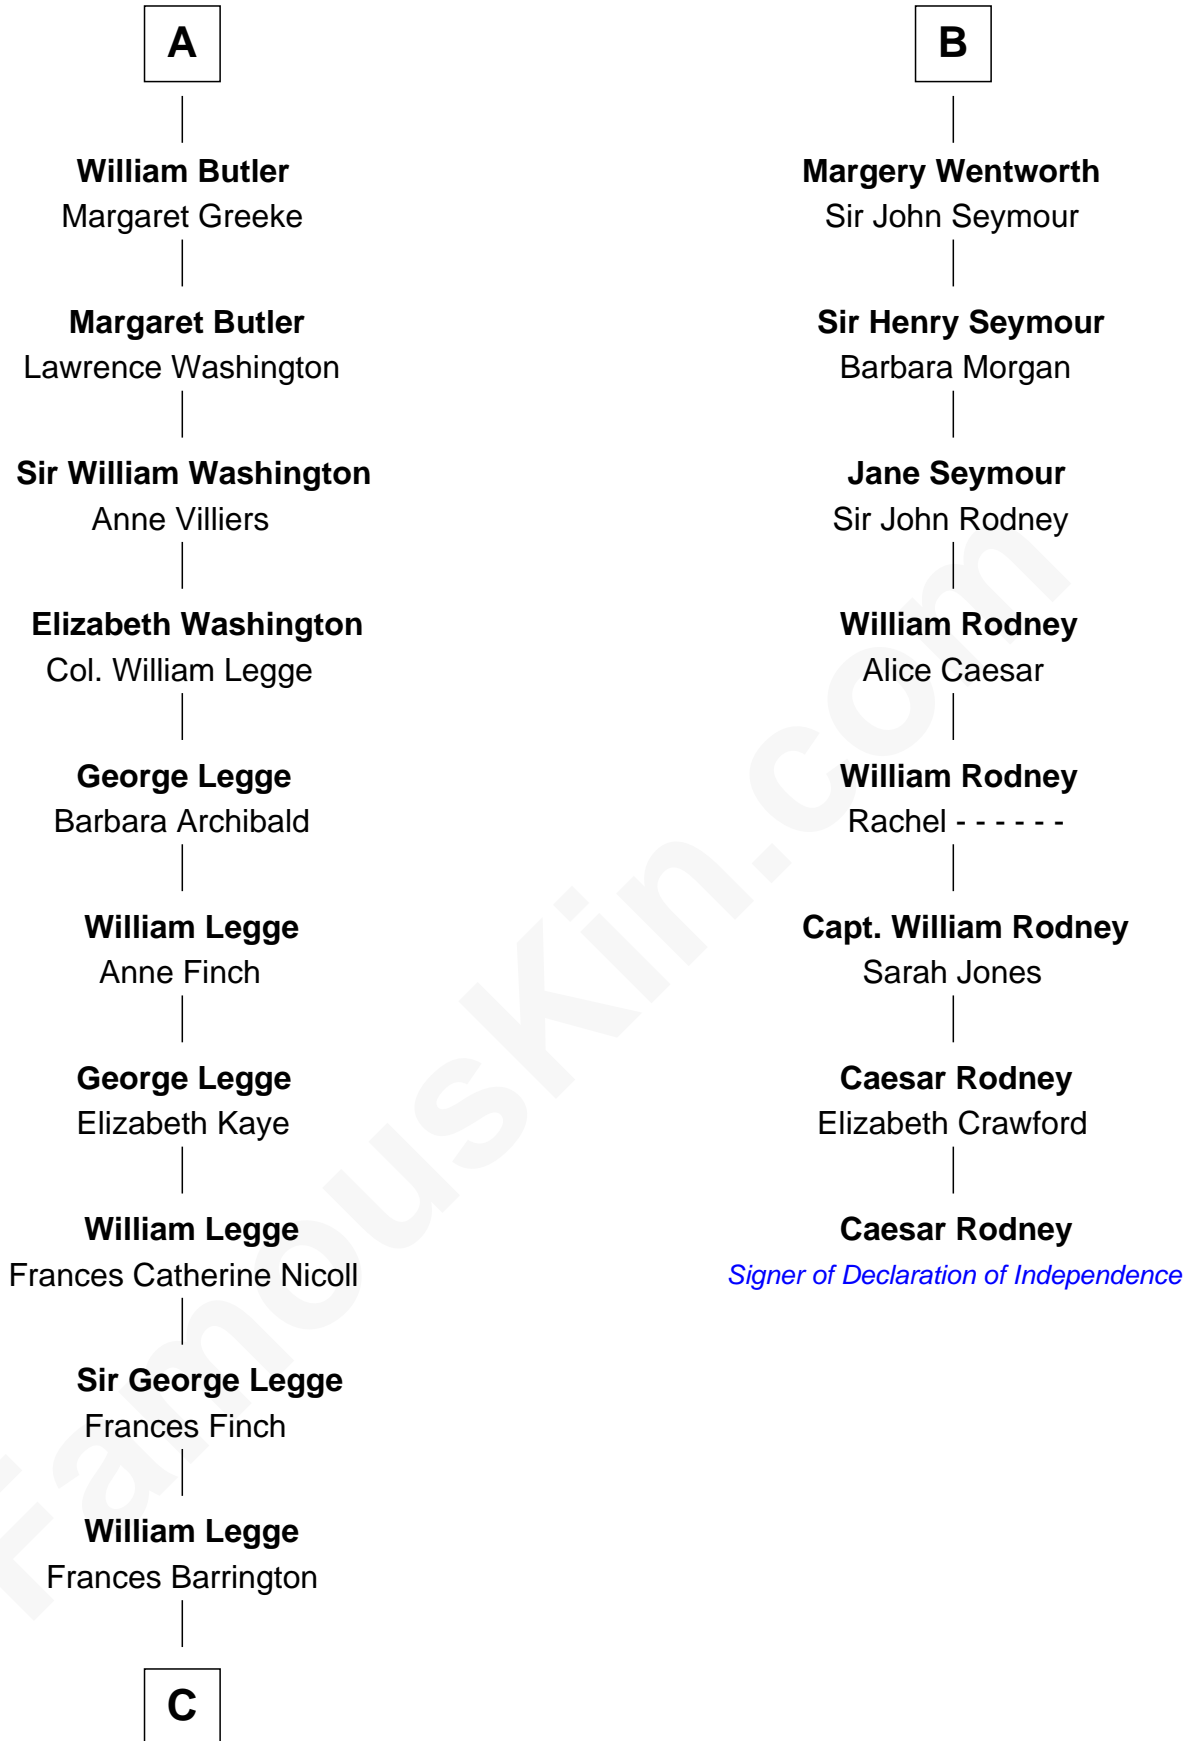 A
William Butler
Margaret Greeke
Margaret Butler
Lawrence Washington
Sir William Washington
Anne Villiers
Elizabeth Washington
Col. William Legge
George Legge
Barbara Archibald
William Legge
Anne Finch
George Legge
Elizabeth Kaye
William Legge
Frances Catherine Nicoll
Sir George Legge
Frances Finch
William Legge
Frances Barrington
C
B
Margery Wentworth
Sir John Seymour
Sir Henry Seymour
Barbara Morgan
Jane Seymour
Sir John Rodney
William Rodney
Alice Caesar
William Rodney
Rachel - - - - - -
Capt. William Rodney
Sarah Jones
Caesar Rodney
Elizabeth Crawford
Caesar Rodney
Signer of Declaration of Independence
FamousKin.com